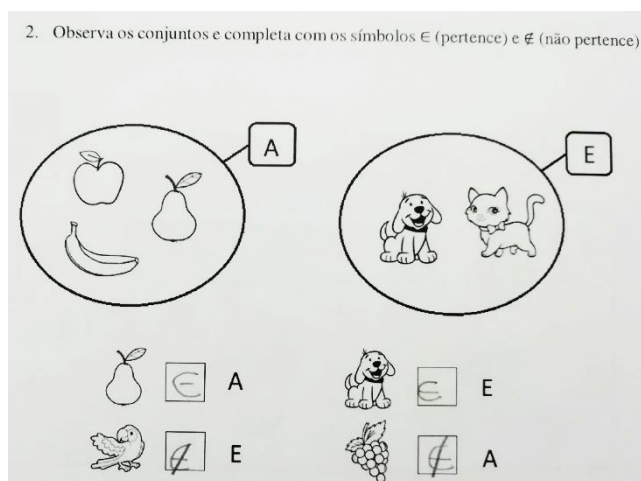 2. Observa os conjuntos e completa com os símbolos ∈ (pertence) e ∉ (não pertence)
A
E
∈ A
∈ E
∉ E
∉ A